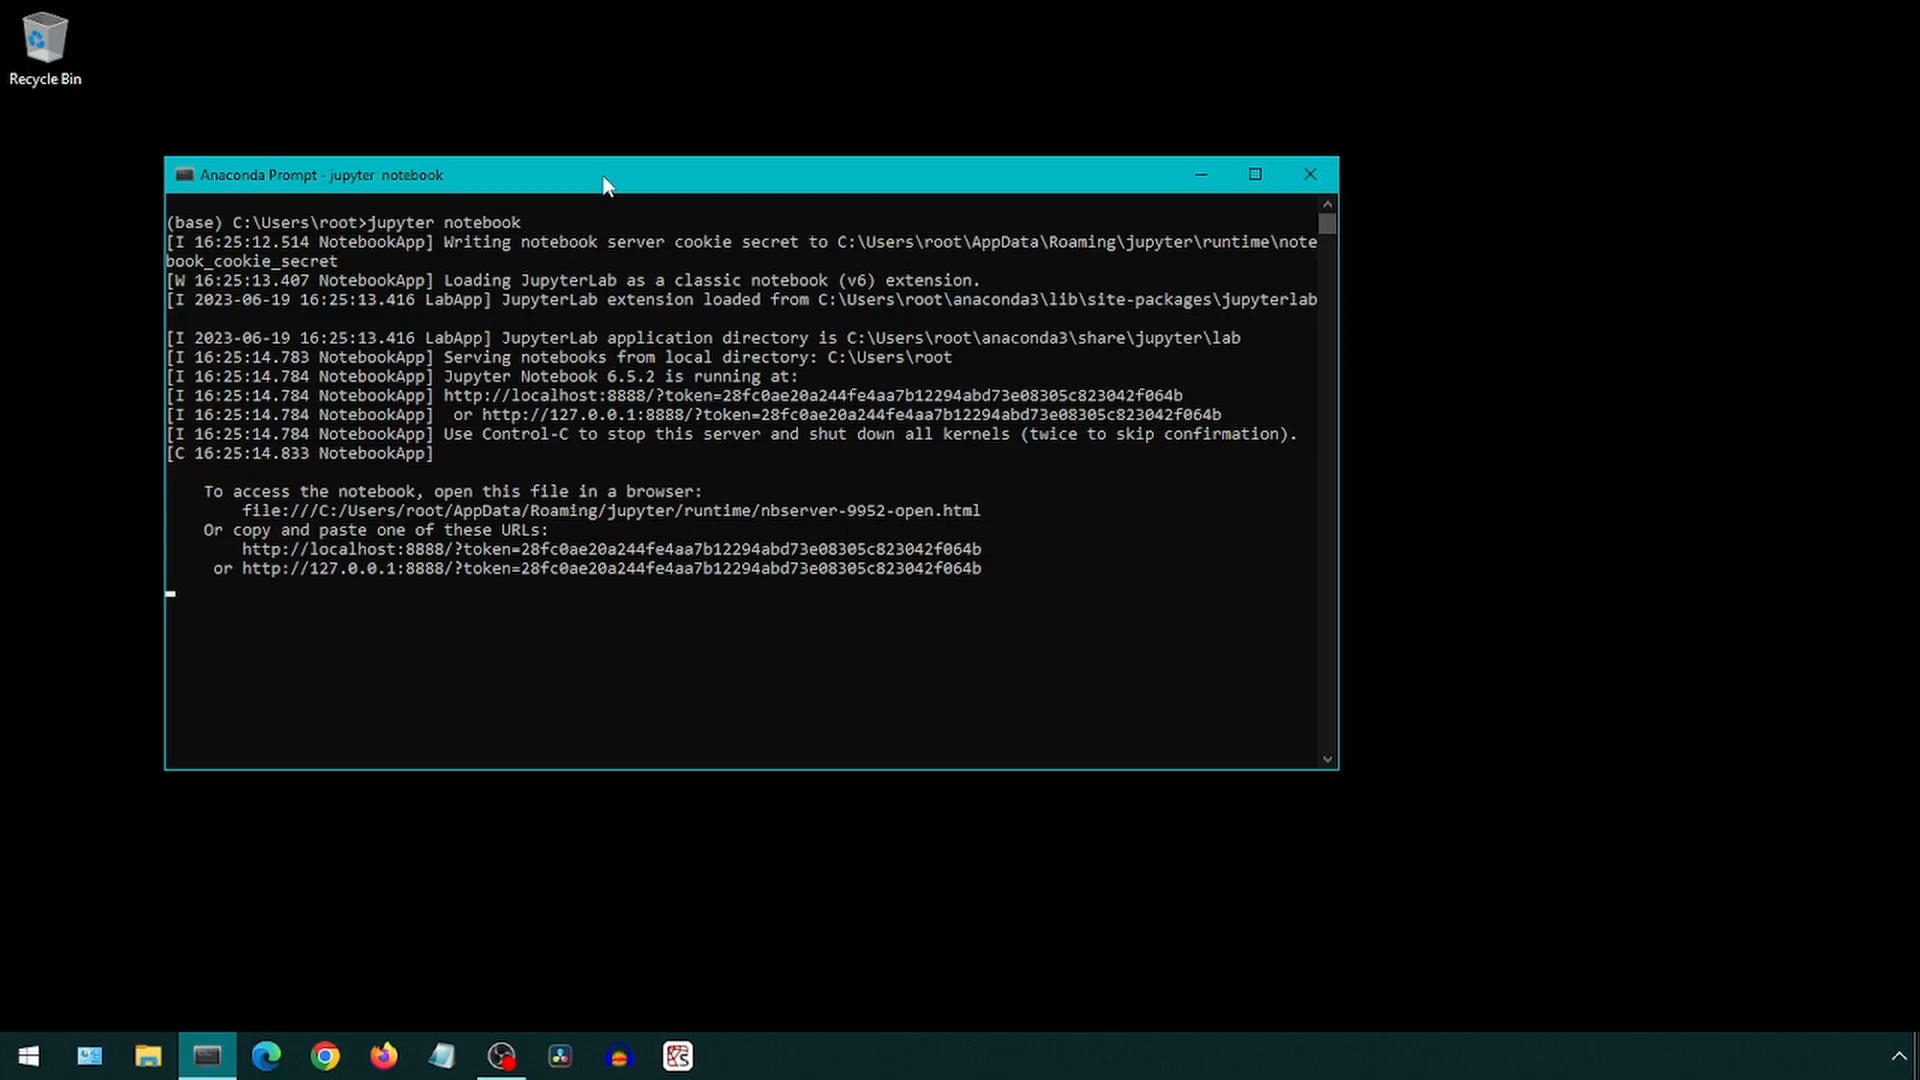 Recycle Bin
Anaconda Prompt - jupyter  notebook
(base) C:\Users\root>jupyter notebook
[I 16:25:12.514 NotebookApp] Writing notebook server cookie secret to C:\Users\root\AppData\Roaming\jupyter\runtime\note
book_cookie_secret
[W 16:25:13.407 NotebookApp] Loading JupyterLab as a classic notebook (v6) extension.
[I 2023-06-19 16:25:13.416 LabApp] JupyterLab extension loaded from C:\Users\root\anaconda3\lib\site-packages\jupyterlab
[I 2023-06-19 16:25:13.416 LabApp] JupyterLab application directory is C:\Users\root\anaconda3\share\jupyter\lab
[I 16:25:14.783 NotebookApp] Serving notebooks from local directory: C:\Users\root
[I 16:25:14.784 NotebookApp] Jupyter Notebook 6.5.2 is running at:
[I 16:25:14.784 NotebookApp] http://localhost:8888/?token=28fc0ae20a244fe4aa7b12294abd73e08305c823042f064b
[I 16:25:14.784 NotebookApp]  or http://127.0.0.1:8888/?token=28fc0ae20a244fe4aa7b12294abd73e08305c823042f064b
[I 16:25:14.784 NotebookApp] Use Control-C to stop this server and shut down all kernels (twice to skip confirmation).
[C 16:25:14.833 NotebookApp]
To access the notebook, open this file in a browser:
file:///C:/Users/root/AppData/Roaming/jupyter/runtime/nbserver-9952-open.html
Or copy and paste one of these URLs:
http://localhost:8888/?token=28fc0ae20a244fe4aa7b12294abd73e08305c823042f064b
or http://127.0.0.1:8888/?token=28fc0ae20a244fe4aa7b12294abd73e08305c823042f064b